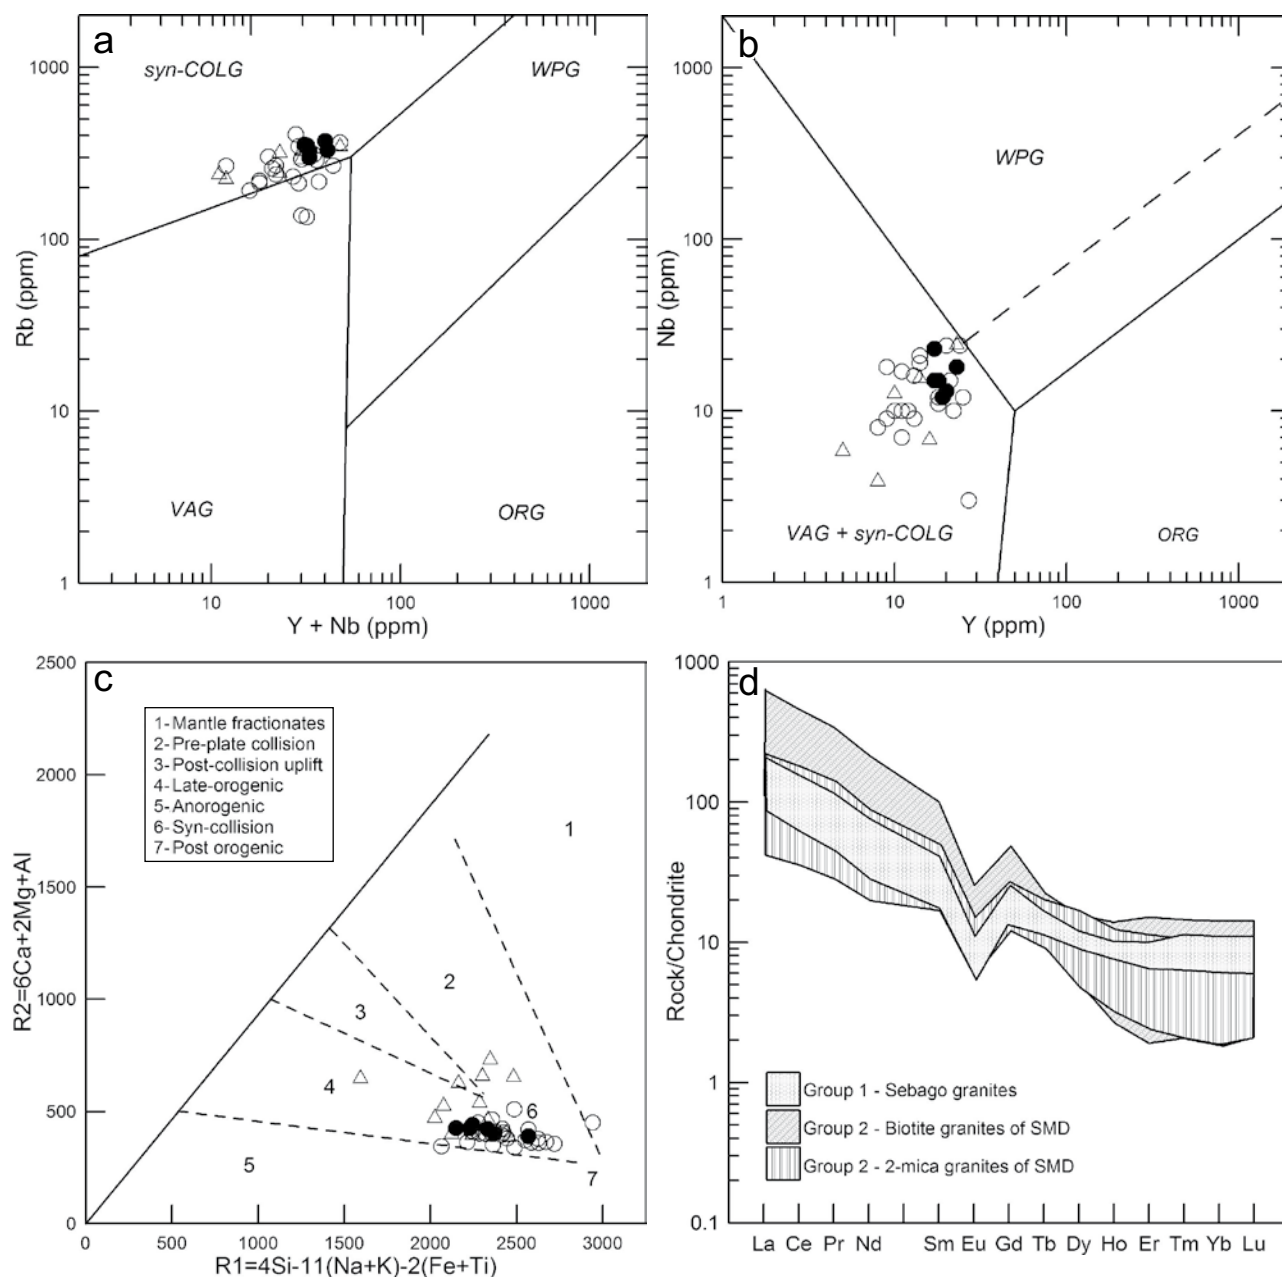 a
syn-COLG
WPG
VAG
ORG
1000
100
10
1
Rb (ppm)
10
100
1000
Y + Nb (ppm)
b
WPG
VAG + syn-COLG
ORG
1000
100
10
1
Nb (ppm)
1
10
100
1000
Y (ppm)
c
1- Mantle fractionates
2- Pre-plate collision
3- Post-collision uplift
4- Late-orogenic
5- Anorogenic
6- Syn-collision
7- Post orogenic
1
2
3
4
5
6
7
2500
2000
1500
1000
500
0
R2=6Ca+2Mg+Al
0
500
1000
1500
2000
2500
3000
R1=4Si-11(Na+K)-2(Fe+Ti)
d
1000
100
10
1
0.1
Rock/Chondrite
Group 1 - Sebago granites
Group 2 - Biotite granites of SMD
Group 2 - 2-mica granites of SMD
La Ce Pr Nd Sm Eu Gd Tb Dy Ho Er Tm Yb Lu